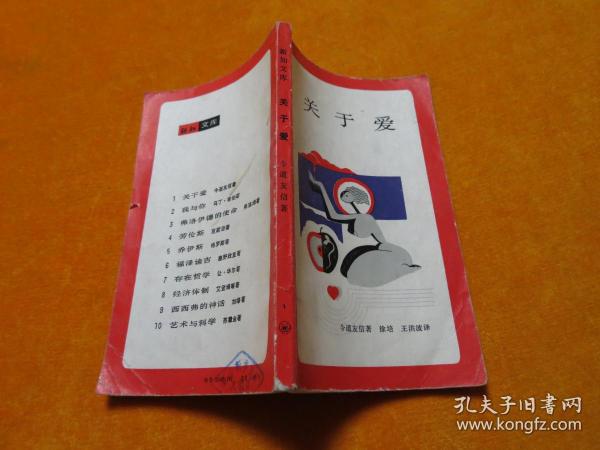 关于爱
今道友信著 徐培 王洪波译
新知文库
关于爱
今道友信著
1
新知文库
1 关于爱 今道友信著
2 我与你 马丁·布伯著
3 弗洛伊德的使命
4 劳伦斯
5 乔伊斯
6 福泽谕吉
7 存在哲学 让·华尔著
8 经济体制
9 西西弗的神话 加缪著
10 艺术与科学
孔夫子旧书网
www.kongfz.com